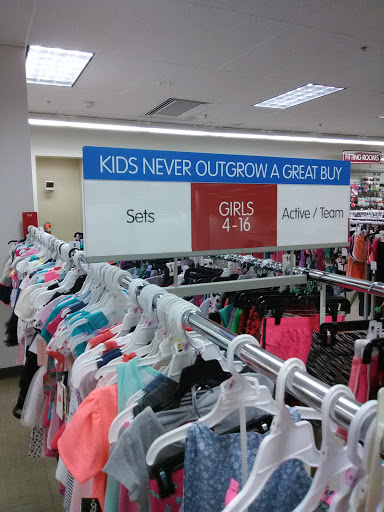 FITTING ROOMS
KIDS NEVER OUTGROW A GREAT BUY
Sets
GIRLS
4-16
Active / Team